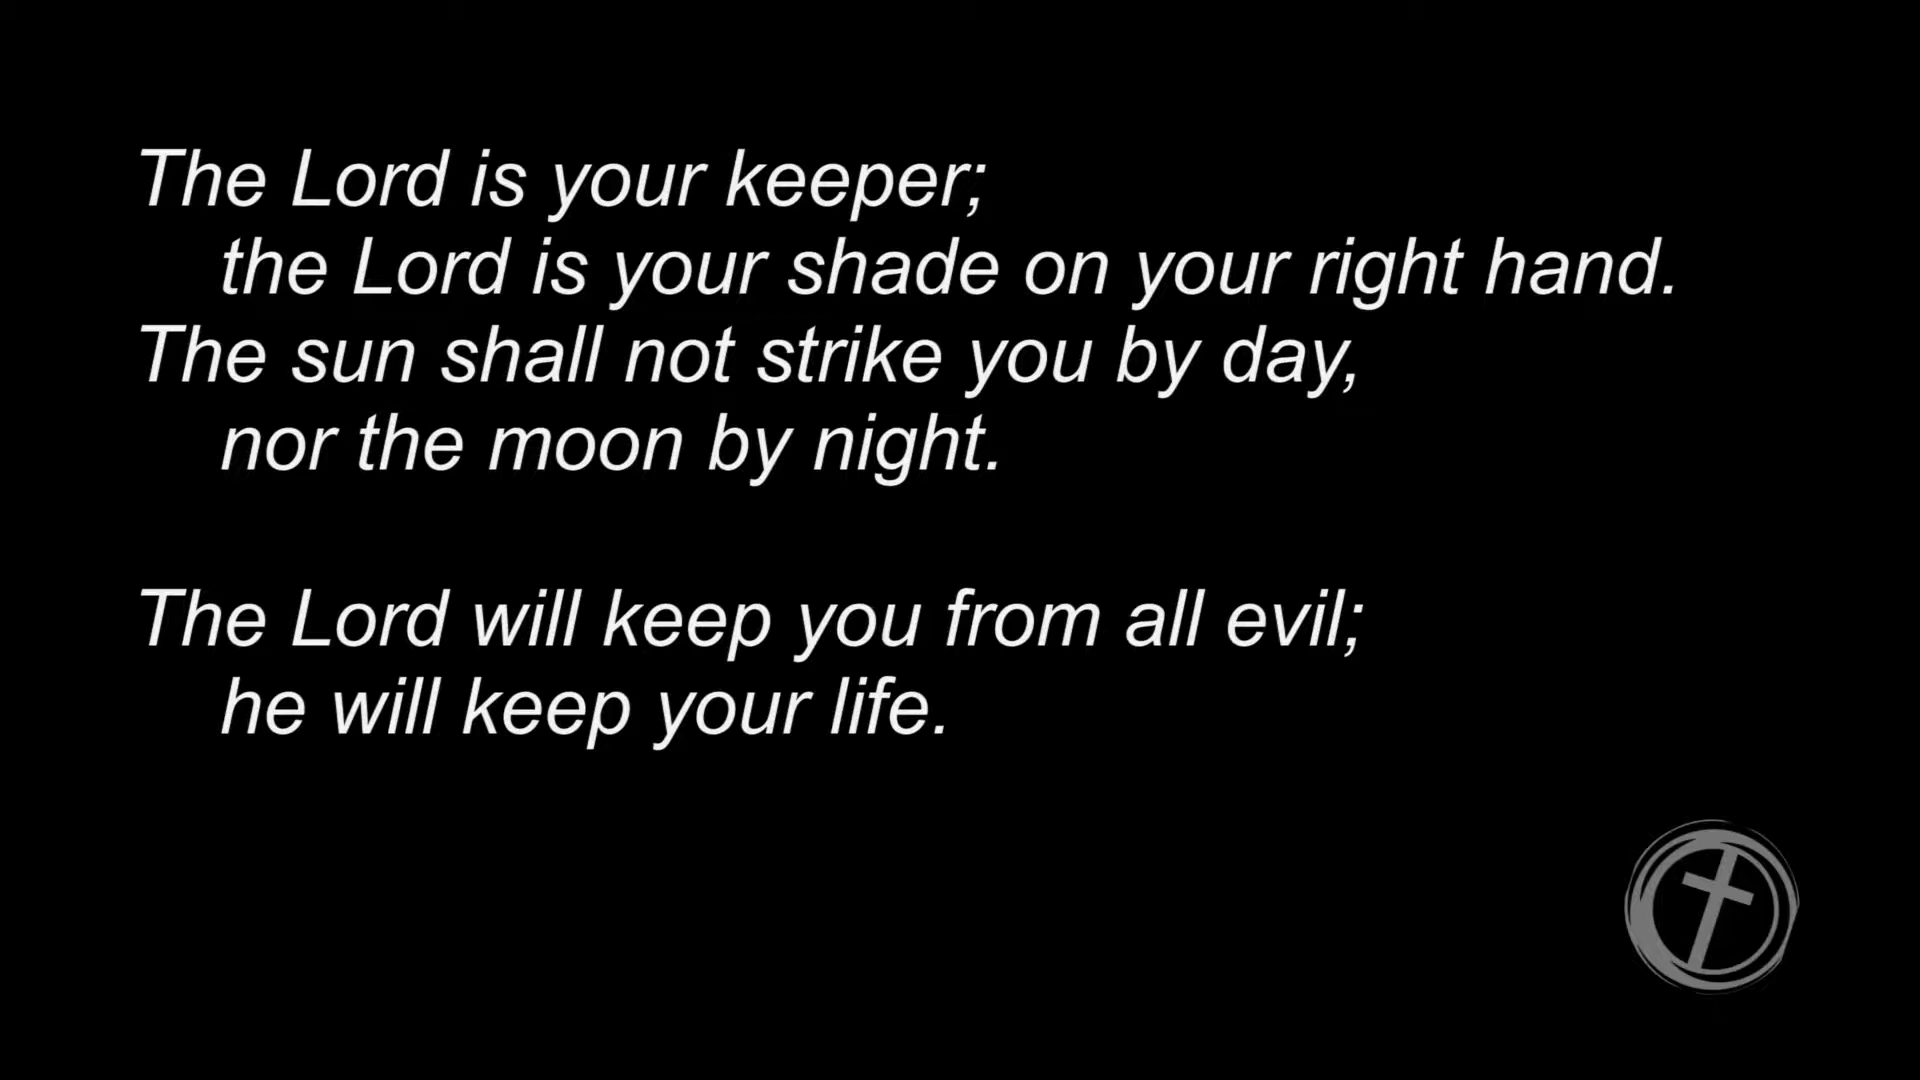 The Lord is your keeper;
the Lord is your shade on your right hand.
The sun shall not strike you by day,
nor the moon by night.
The Lord will keep you from all evil;
he will keep your life.